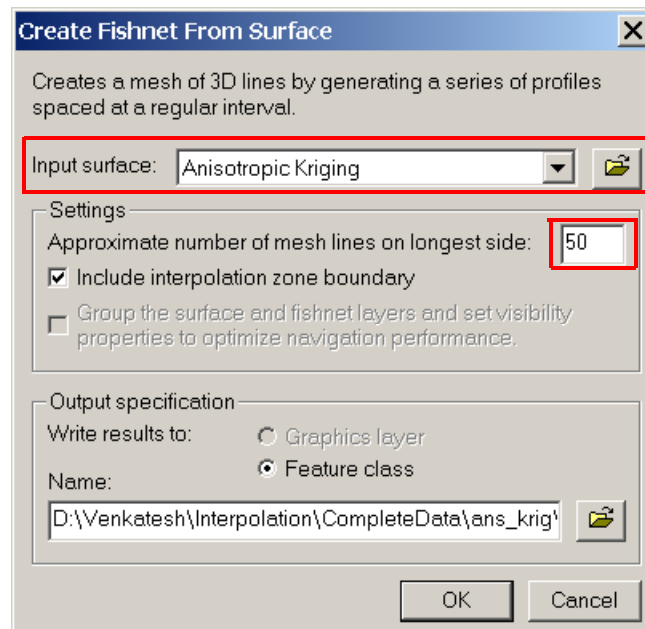 Create Fishnet From Surface
Creates a mesh of 3D lines by generating a series of profiles
spaced at a regular interval.
Input surface: Anisotropic Kriging
Settings
Approximate number of mesh lines on longest side: 50
Include interpolation zone boundary
Group the surface and fishnet layers and set visibility
properties to optimize navigation performance.
Output specification
Write results to: Graphics layer
Feature class
Name:
D:\Venkatesh\Interpolation\CompleteData\ans_krig\
OK Cancel